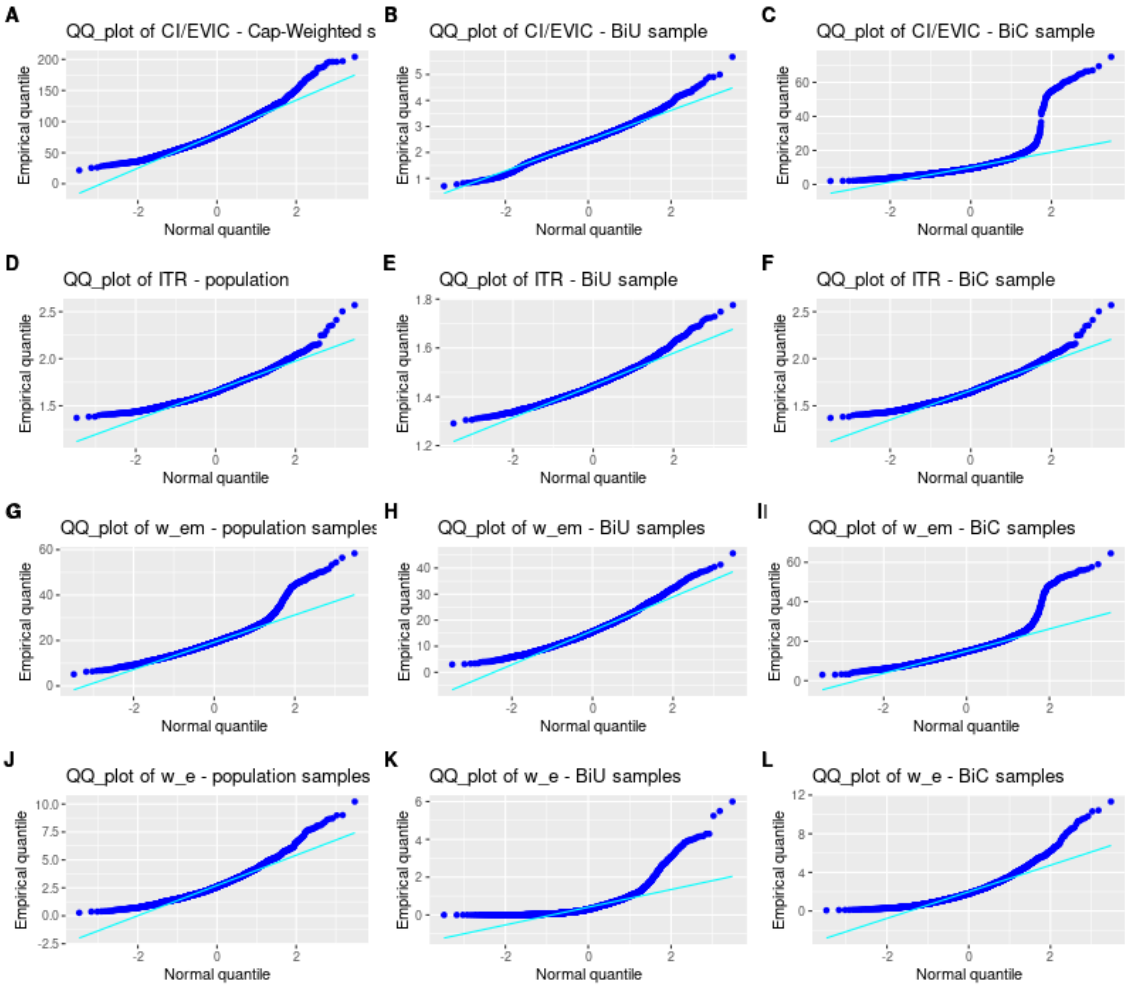 A
QQ_plot of CI/EVIC - Cap-Weighted s
Empirical quantile
200
150
100
50
0
-2
0
2
Normal quantile
B
QQ_plot of CI/EVIC - BiU sample
Empirical quantile
5
4
3
2
1
-2
0
2
Normal quantile
C
QQ_plot of CI/EVIC - BiC sample
Empirical quantile
60
40
20
0
-2
0
2
Normal quantile
D
QQ_plot of ITR - population
Empirical quantile
2.5
2.0
1.5
-2
0
2
Normal quantile
E
QQ_plot of ITR - BiU sample
Empirical quantile
1.8
1.6
1.4
1.2
-2
0
2
Normal quantile
F
QQ_plot of ITR - BiC sample
Empirical quantile
2.5
2.0
1.5
-2
0
2
Normal quantile
G
QQ_plot of w_em - population samples
Empirical quantile
60
40
20
0
-2
0
2
Normal quantile
H
QQ_plot of w_em - BiU samples
Empirical quantile
40
30
20
10
0
-2
0
2
Normal quantile
I
QQ_plot of w_em - BiC samples
Empirical quantile
60
40
20
0
-2
0
2
Normal quantile
J
QQ_plot of w_e - population samples
Empirical quantile
10.0
7.5
5.0
2.5
0.0
-2.5
-2
0
2
Normal quantile
K
QQ_plot of w_e - BiU samples
Empirical quantile
6
4
2
0
-2
0
2
Normal quantile
L
QQ_plot of w_e - BiC samples
Empirical quantile
12
8
4
0
-2
0
2
Normal quantile